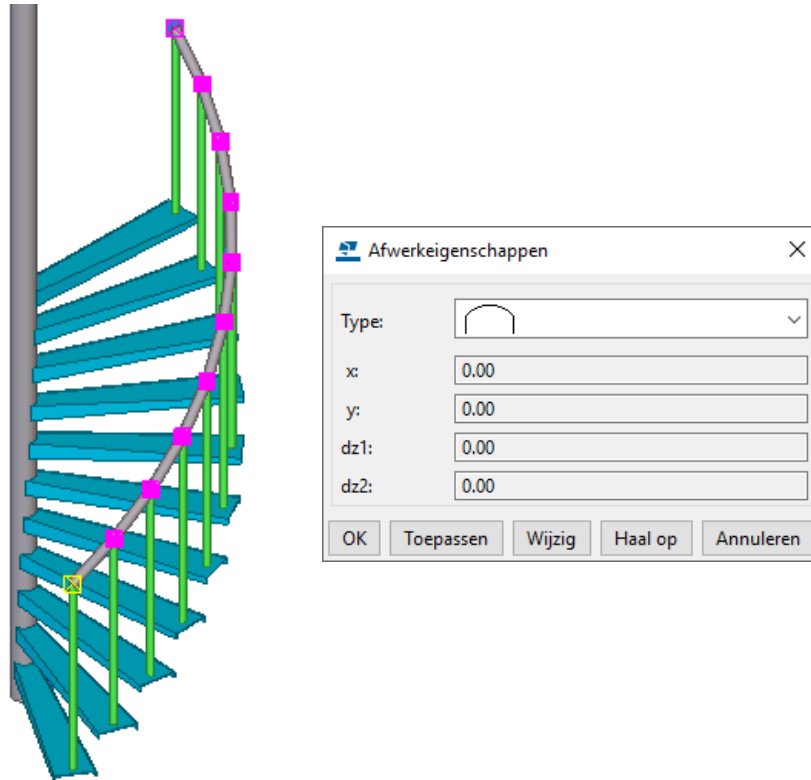 Afwerkeigenschappen
Type:
x: 0.00
y: 0.00
dz1: 0.00
dz2: 0.00
OK Toepassen Wijzig Haal op Annuleren